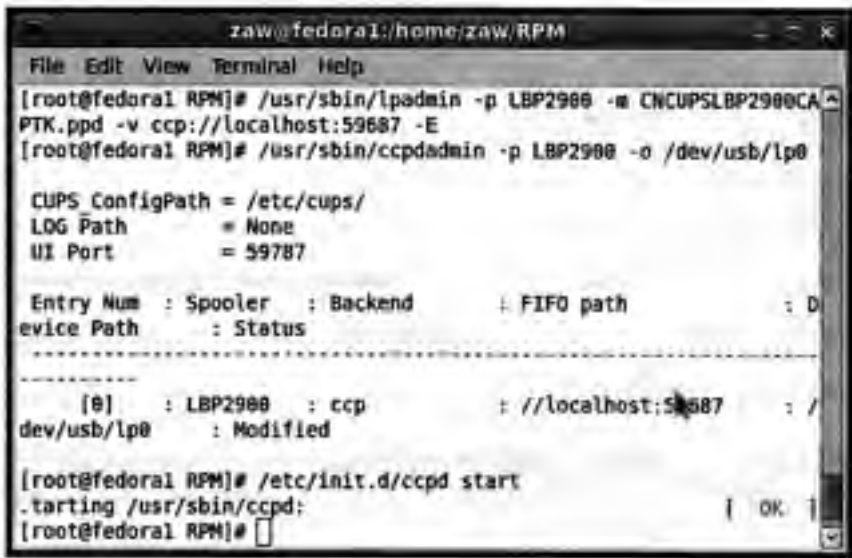 zaw@fedora1:/home/zaw/RPM
File Edit View Terminal Help
[root@fedora1 RPM]# /usr/sbin/lpadmin -p LBP2900 -m CNCUPSLBP2900CA
PTK.ppd -v ccp://localhost:59687 -E
[root@fedora1 RPM]# /usr/sbin/ccpdadmin -p LBP2900 -o /dev/usb/lp0
CUPS_ConfigPath = /etc/cups/
LOG Path = None
UI Port = 59787
Entry Num : Spooler : Backend : FIFO path : D
evice Path : Status
---------------------------------------------------------------------
----------
[0] : LBP2900 : ccp : //localhost:59687 : /
dev/usb/lp0 : Modified
[root@fedora1 RPM]# /etc/init.d/ccpd start
.tarting /usr/sbin/ccpd: [ OK ]
[root@fedora1 RPM]#